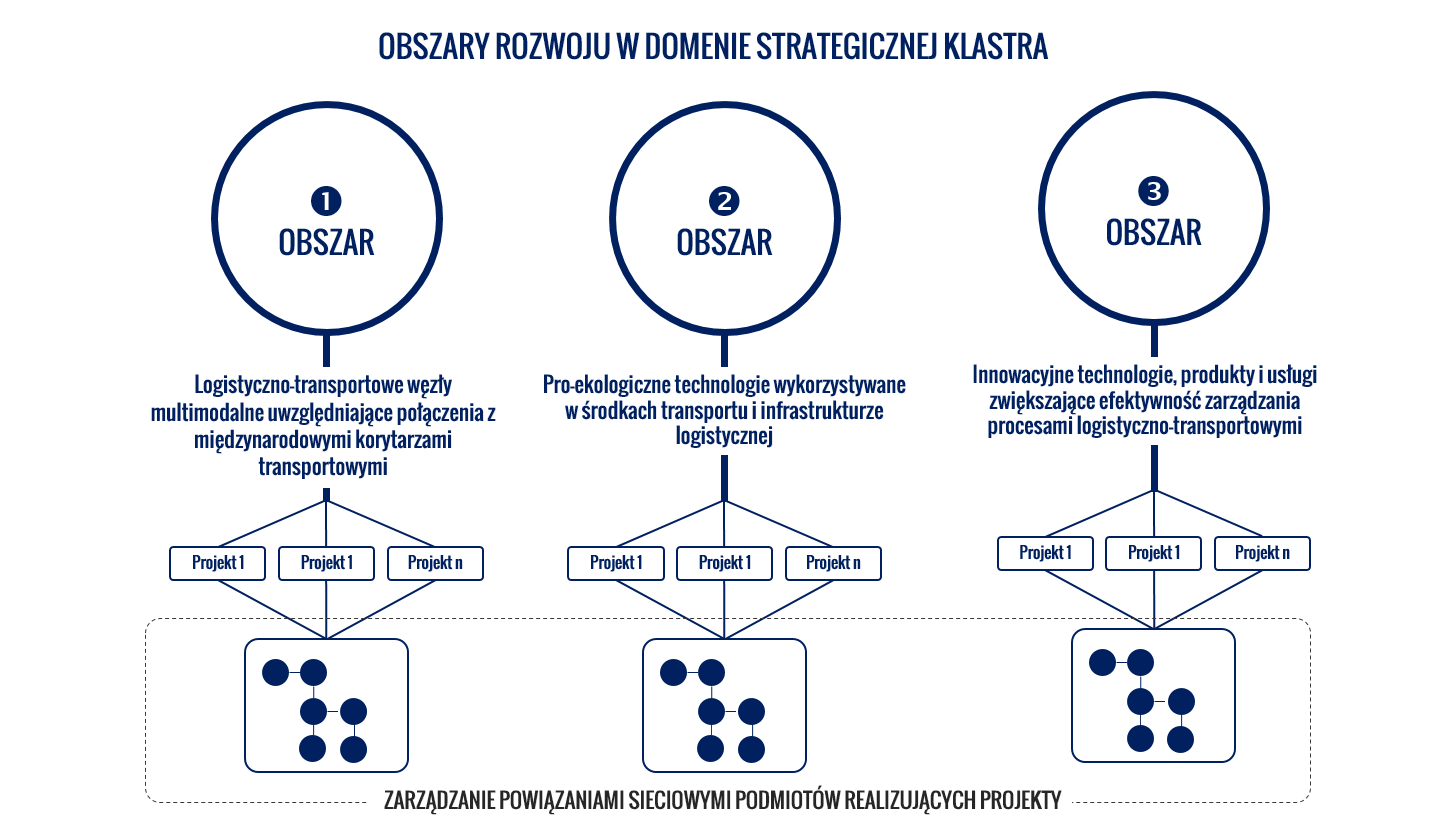 OBSZARY ROZWOJU W DOMENIE STRATEGICZNEJ KLASTRA
1
OBSZAR
Logistyczno-transportowe węzły
multimodalne uwzględniające połączenia z
międzynarodowymi korytarzami
transportowymi
Projekt 1
Projekt 1
Projekt n
2
OBSZAR
Pro-ekologiczne technologie wykorzystywane
w środkach transportu i infrastrukturze
logistycznej
Projekt 1
Projekt 1
Projekt n
3
OBSZAR
Innowacyjne technologie, produkty i usługi
zwiększające efektywność zarządzania
procesami logistyczno-transportowymi
Projekt 1
Projekt 1
Projekt n
ZARZĄDZANIE POWIĄZANIAMI SIECIOWYMI PODMIOTÓW REALIZUJĄCYCH PROJEKTY